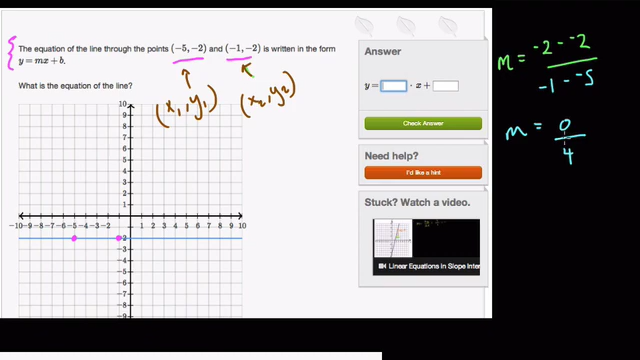 The equation of the line through the points (−5, −2) and (−1, −2) is written in the form
y = mx + b.
What is the equation of the line?
(x₁, y₁) (x₂, y₂)
10
9
8
7
6
5
4
3
2
1
−10 −9 −8 −7 −6 −5 −4 −3 −2 1 2 3 4 5 6 7 8 9 10
−2
−3
−4
−5
−6
−7
−8
−9
Answer
y = · x +
Check Answer
Need help?
I'd like a hint
Stuck? Watch a video.
Linear Equations in Slope Inter
m = -2 - -2 / -1 - -5
m = 0 / 4